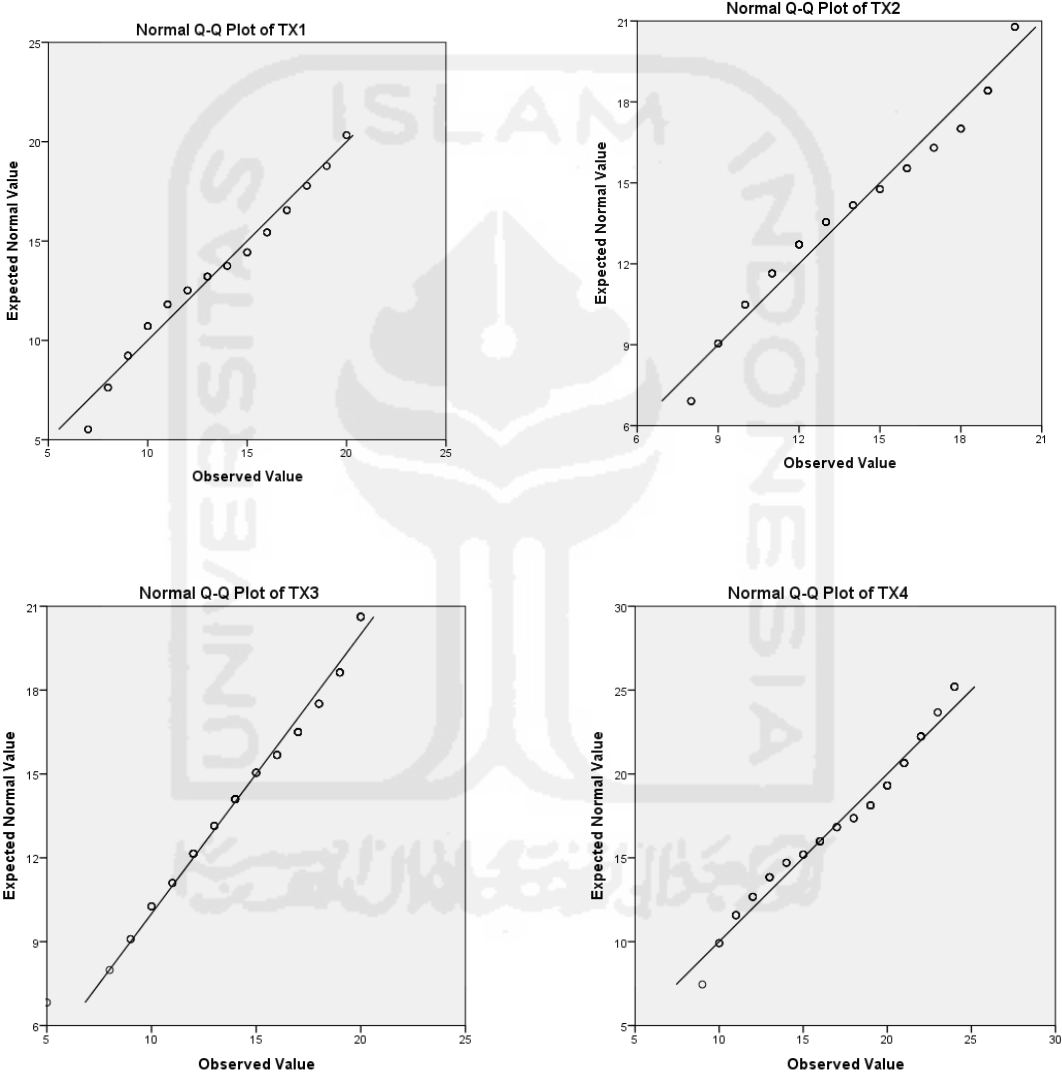 Normal Q-Q Plot of TX1
Expected Normal Value
25
20
15
10
5
5 10 15 20 25
Observed Value
Normal Q-Q Plot of TX2
Expected Normal Value
21
18
15
12
9
6
6 9 12 15 18 21
Observed Value
Normal Q-Q Plot of TX3
Expected Normal Value
21
18
15
12
9
6
5 10 15 20 25
Observed Value
Normal Q-Q Plot of TX4
Expected Normal Value
30
25
20
15
10
5
5 10 15 20 25 30
Observed Value
UNIVERSITAS
ISLAM
INDONESIA